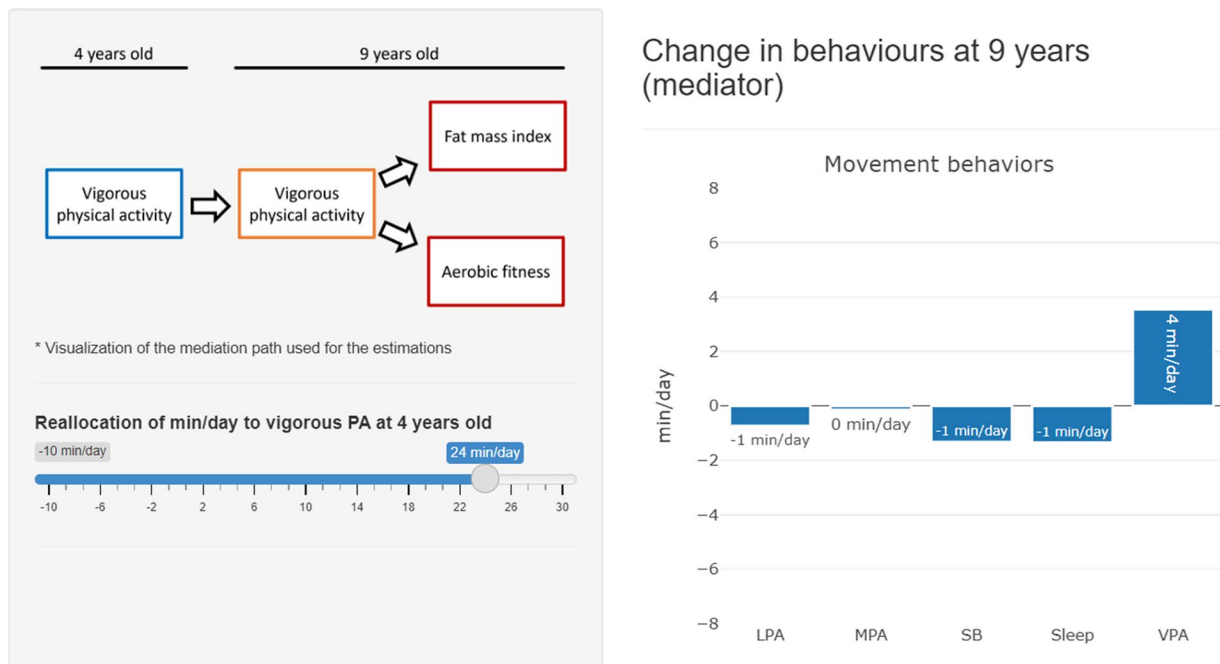 4 years old
9 years old
Fat mass index
Vigorous
physical activity
Vigorous
physical activity
Aerobic fitness
* Visualization of the mediation path used for the estimations
Reallocation of min/day to vigorous PA at 4 years old
-10 min/day
24 min/day
-10 -6 -2 2 6 10 14 18 22 26 30
Change in behaviours at 9 years
(mediator)
Movement behaviors
min/day
8
6
4
2
0
−2
−4
−6
−8
-1 min/day
0 min/day
-1 min/day
-1 min/day
4 min/day
LPA MPA SB Sleep VPA